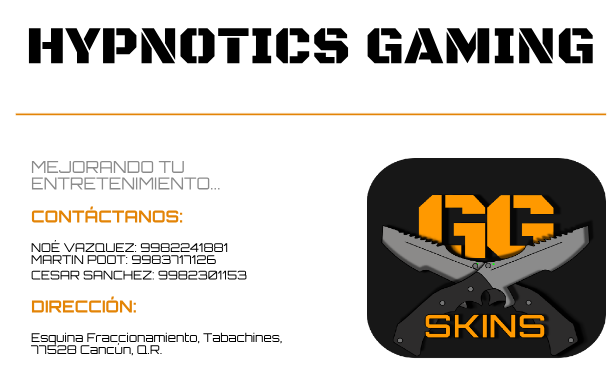 HYPNOTICS GAMING
MEJORANDO TU
ENTRETENIMIENTO...
CONTÁCTANOS:
NOÉ VAZQUEZ: 9982241881
MARTIN POOT: 9983717126
CESAR SANCHEZ: 9982301153
DIRECCIÓN:
Esquina Fraccionamiento, Tabachines,
77528 Cancún, Q.R.
GG
SKINS